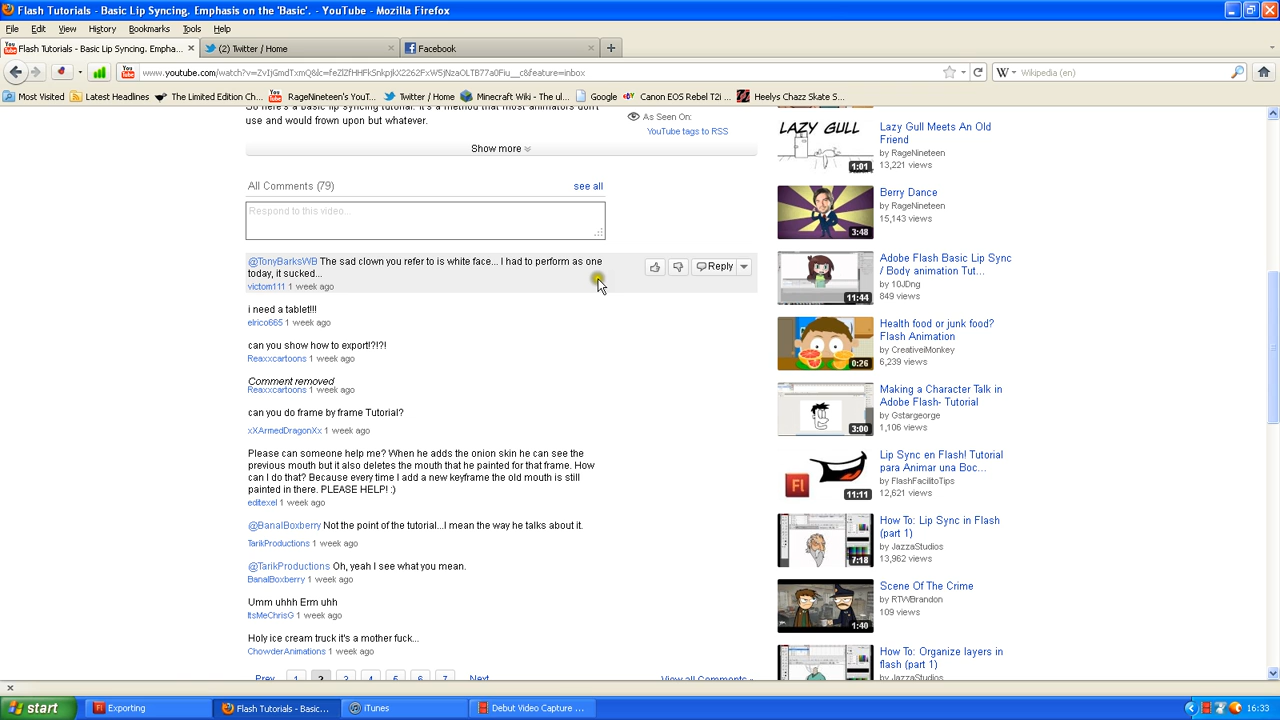 Flash Tutorials - Basic Lip Syncing. Emphasis on the 'Basic'. - YouTube - Mozilla Firefox
File Edit View History Bookmarks Tools Help
Flash Tutorials - Basic Lip Syncing. Empha...
(2) Twitter / Home
Facebook
Wikipedia (en)
Most Visited
Latest Headlines
The Limited Edition Ch...
RageNineteen's YouT...
Twitter / Home
Minecraft Wiki - The ul...
Google
Canon EOS Rebel T2i ...
Heelys Chazz Skate S...
So here's a basic lip syncing tutorial. It's a method that most animators don't
use and would frown upon but whatever.
Show more
As Seen On:
YouTube tags to RSS
All Comments (79)
see all
Respond to this video...
@TonyBarksWB The sad clown you refer to is white face... I had to perform as one
today, it sucked...
victom111 1 week ago
Reply
i need a tablet!!!
elrico665 1 week ago
can you show how to export!?!?!
Reaxxcartoons 1 week ago
Comment removed
Reaxxcartoons 1 week ago
can you do frame by frame Tutorial?
xXArmedDragonXx 1 week ago
Please can someone help me? When he adds the onion skin he can see the
previous mouth but it also deletes the mouth that he painted for that frame. How
can I do that? Because every time I add a new keyframe the old mouth is still
painted in there. PLEASE HELP! :)
editexel 1 week ago
@BanalBoxberry Not the point of the tutorial...I mean the way he talks about it.
TarikProductions 1 week ago
@TarikProductions Oh, yeah I see what you mean.
BanalBoxberry 1 week ago
Umm uhhh Erm uhh
ItsMeChrisG 1 week ago
Holy ice cream truck it's a mother fuck...
ChowderAnimations 1 week ago
Prev 1 2 3 4 5 6 7 Next
View all Comments »
LAZY GULL
1:01
Lazy Gull Meets An Old
Friend
by RageNineteen
13,221 views
3:48
Berry Dance
by RageNineteen
15,143 views
11:44
Adobe Flash Basic Lip Sync
/ Body animation Tut...
by 10JDng
849 views
0:26
Health food or junk food?
Flash Animation
by CreativeiMonkey
6,239 views
3:00
Making a Character Talk in
Adobe Flash- Tutorial
by Gstargeorge
1,106 views
Fl
11:11
Lip Sync en Flash! Tutorial
para Animar una Boc...
by FlashFacilitoTips
12,621 views
7:18
How To: Lip Sync in Flash
(part 1)
by JazzaStudios
13,962 views
1:40
Scene Of The Crime
by RTWBrandon
109 views
How To: Organize layers in
flash (part 1)
by JazzaStudios
start
Exporting
Flash Tutorials - Basic...
iTunes
Debut Video Capture ...
16:33